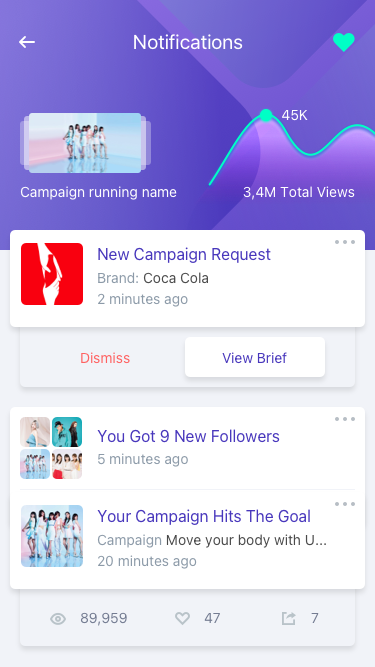 Notifications
45K
Campaign running name
3,4M Total Views
New Campaign Request
Brand: Coca Cola
2 minutes ago
Dismiss
View Brief
You Got 9 New Followers
5 minutes ago
Your Campaign Hits The Goal
Campaign Move your body with U...
20 minutes ago
89,959
47
7